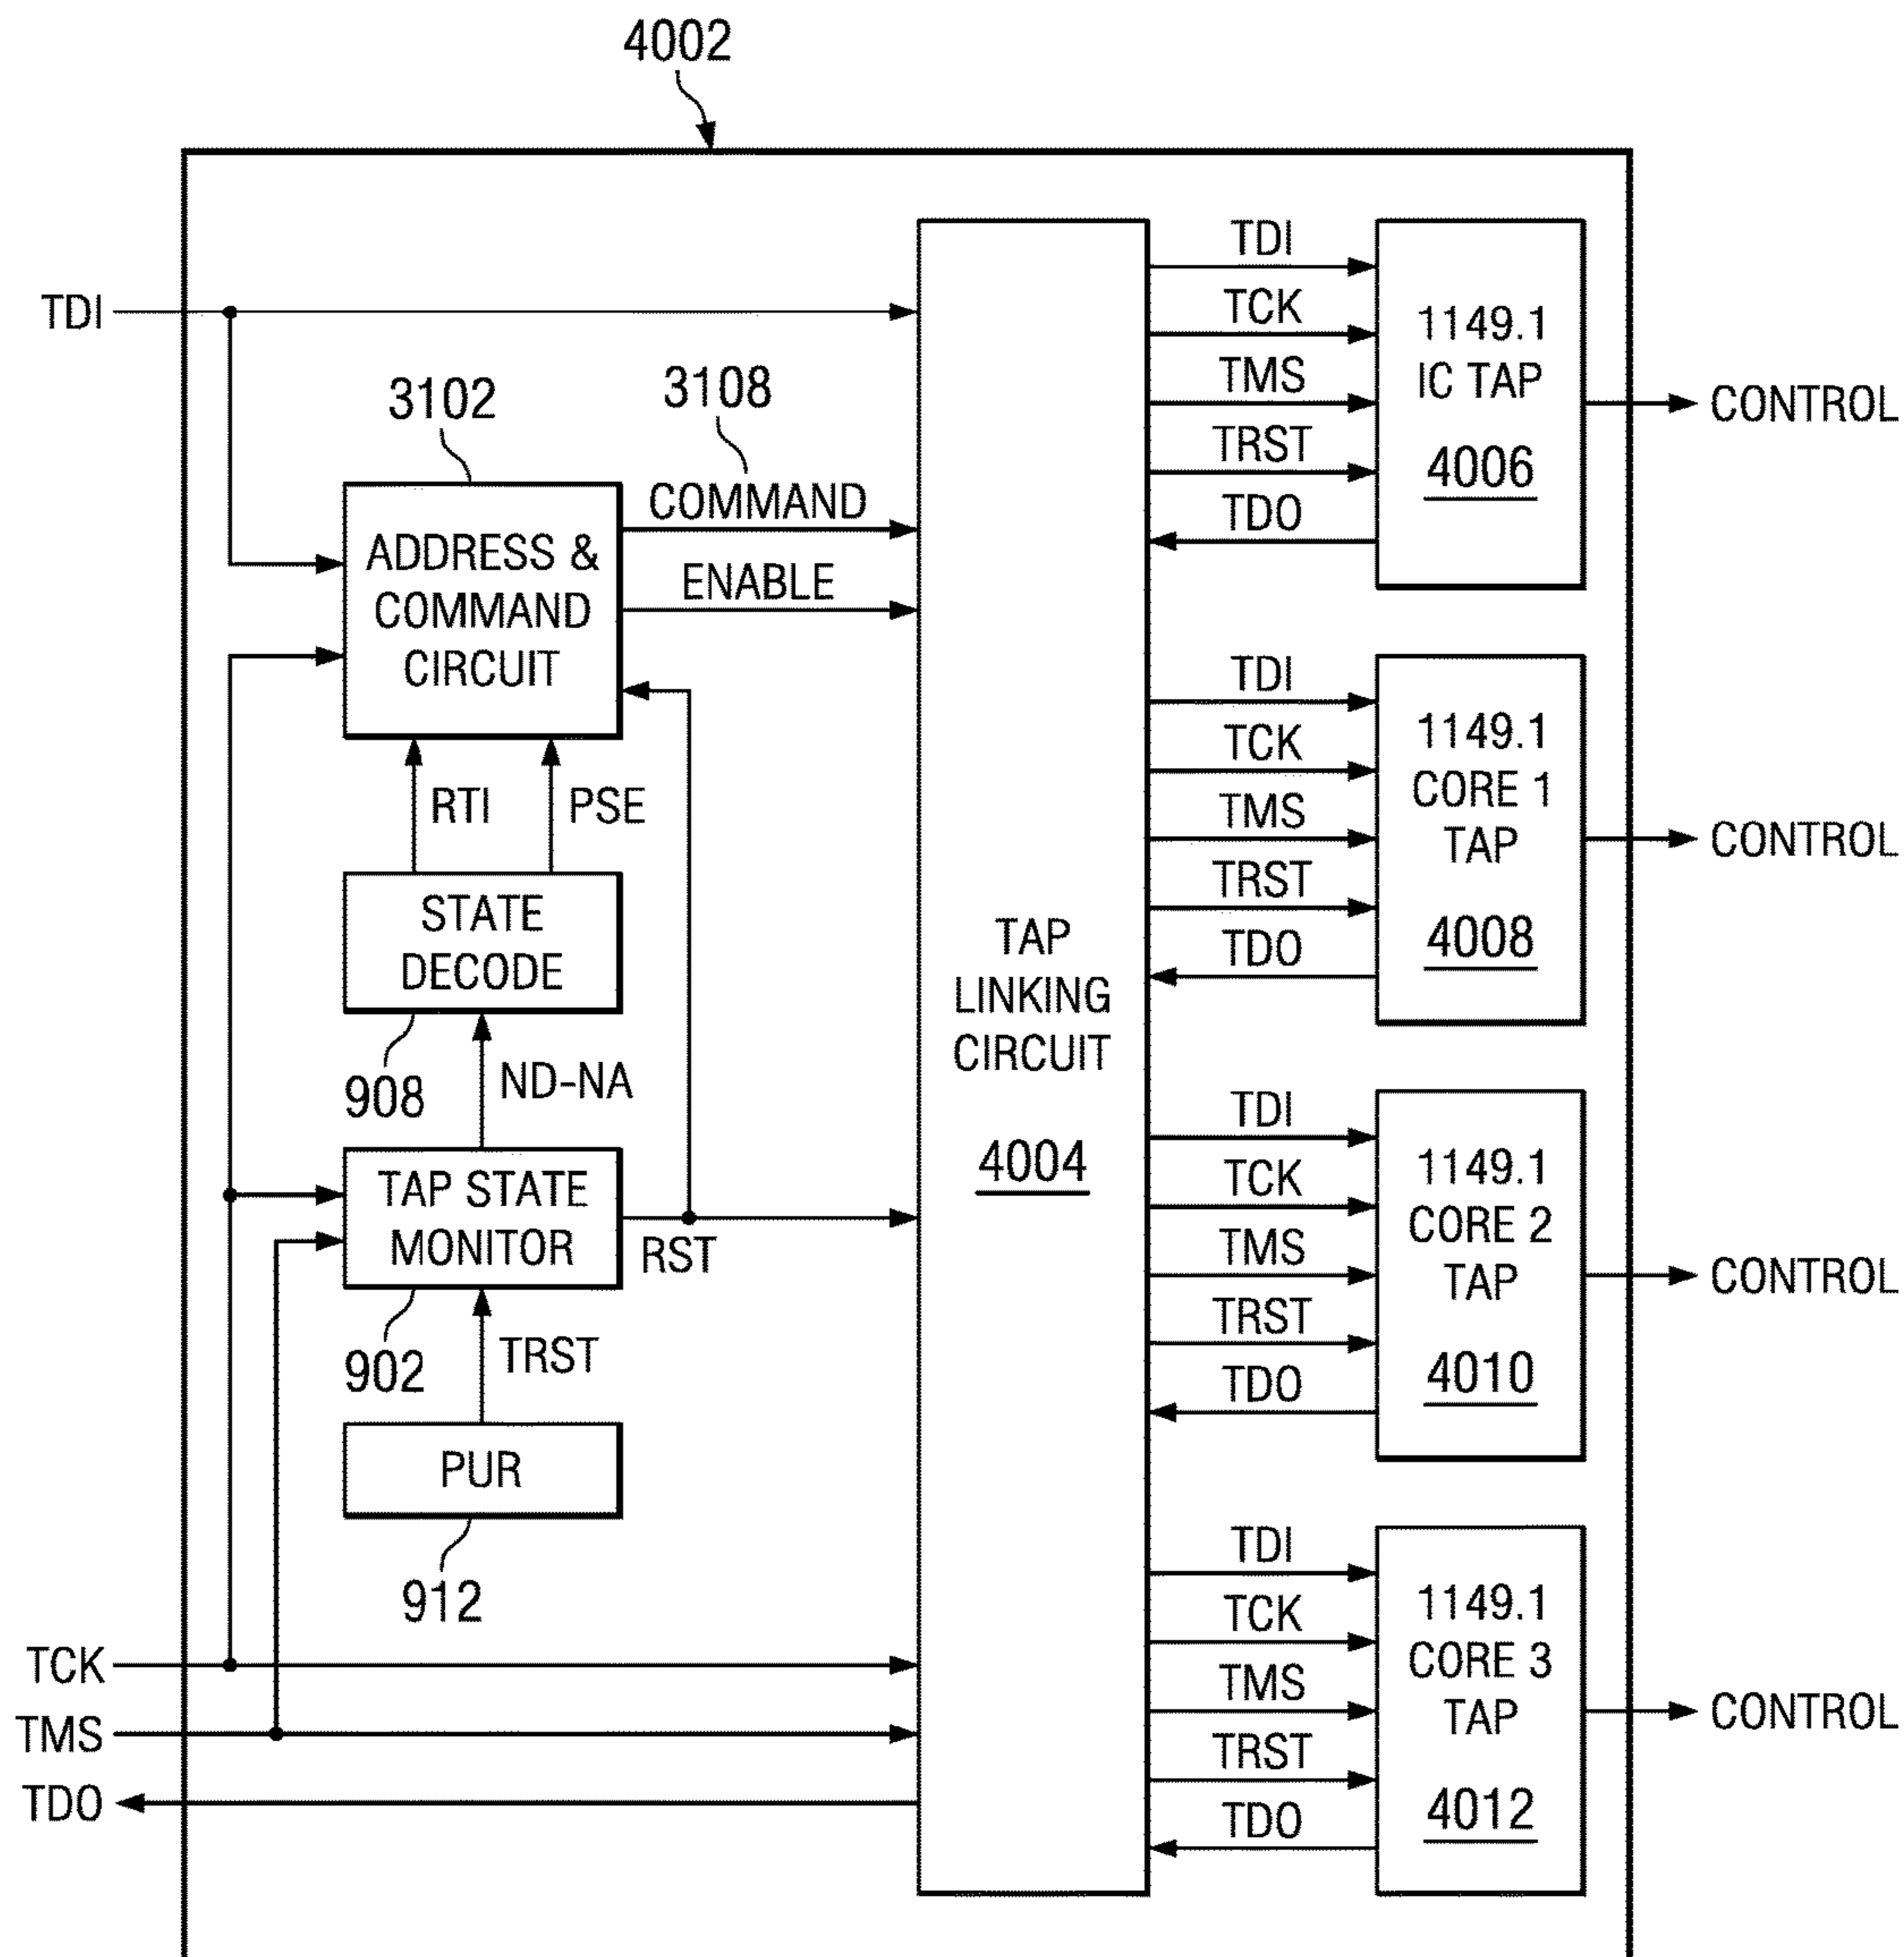 4002
TDI
3102
3108
ADDRESS &
COMMAND
CIRCUIT
COMMAND
ENABLE
RTI
PSE
STATE
DECODE
908
ND-NA
TAP STATE
MONITOR
RST
902
TRST
PUR
912
TCK
TMS
TDO
TAP
LINKING
CIRCUIT
4004
TDI
TCK
TMS
TRST
TDO
1149.1
IC TAP
4006
CONTROL
TDI
TCK
TMS
TRST
TDO
1149.1
CORE 1
TAP
4008
CONTROL
TDI
TCK
TMS
TRST
TDO
1149.1
CORE 2
TAP
4010
CONTROL
TDI
TCK
TMS
TRST
TDO
1149.1
CORE 3
TAP
4012
CONTROL